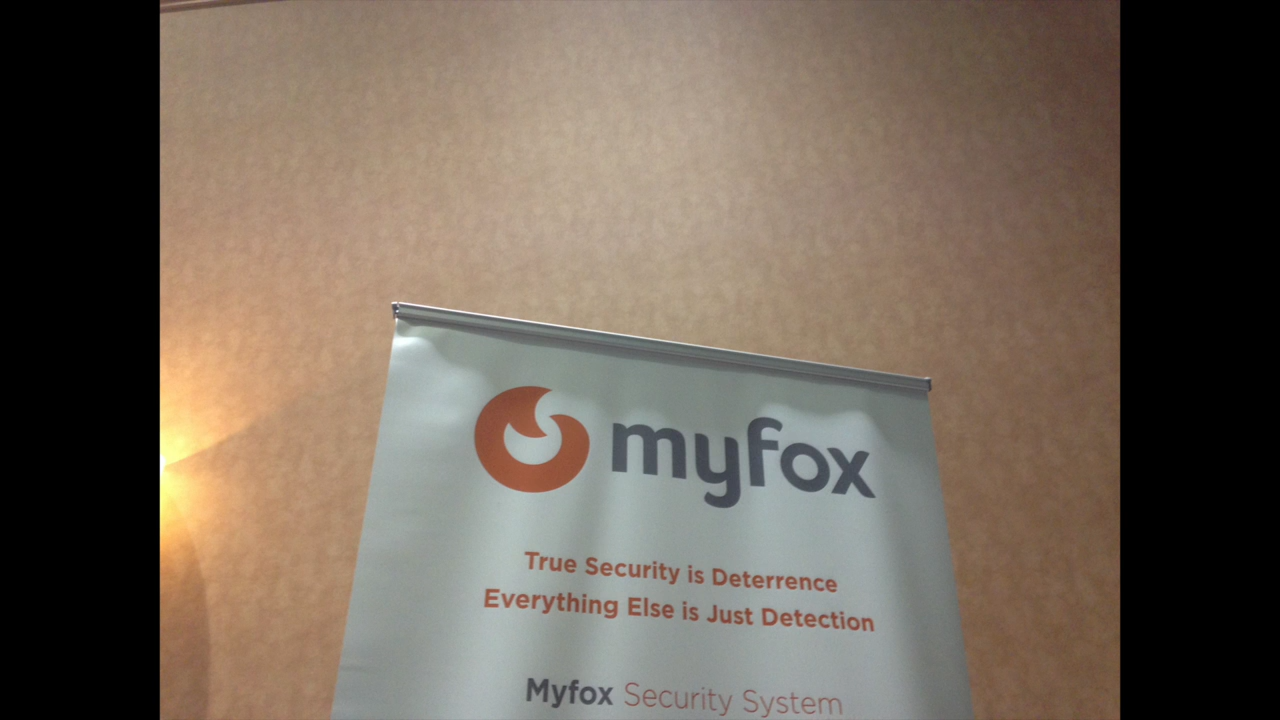 myfox
True Security is Deterrence
Everything Else is Just Detection
Myfox Security System